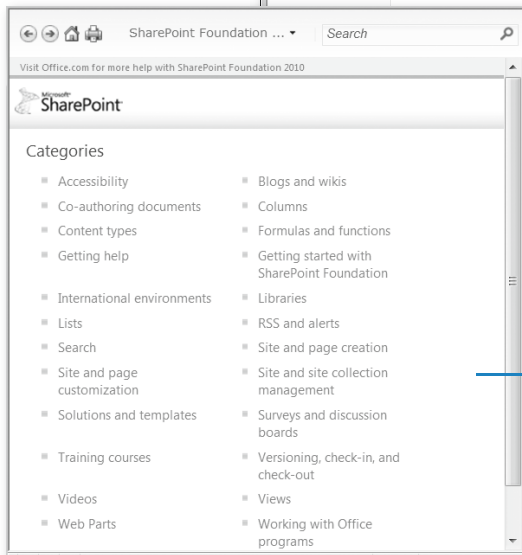 SharePoint Foundation ...
Search
Visit Office.com for more help with SharePoint Foundation 2010
Microsoft
SharePoint
Categories
Accessibility
Blogs and wikis
Co-authoring documents
Columns
Content types
Formulas and functions
Getting help
Getting started with
SharePoint Foundation
International environments
Libraries
Lists
RSS and alerts
Search
Site and page creation
Site and page
customization
Site and site collection
management
Solutions and templates
Surveys and discussion
boards
Training courses
Versioning, check-in, and
check-out
Videos
Views
Web Parts
Working with Office
programs